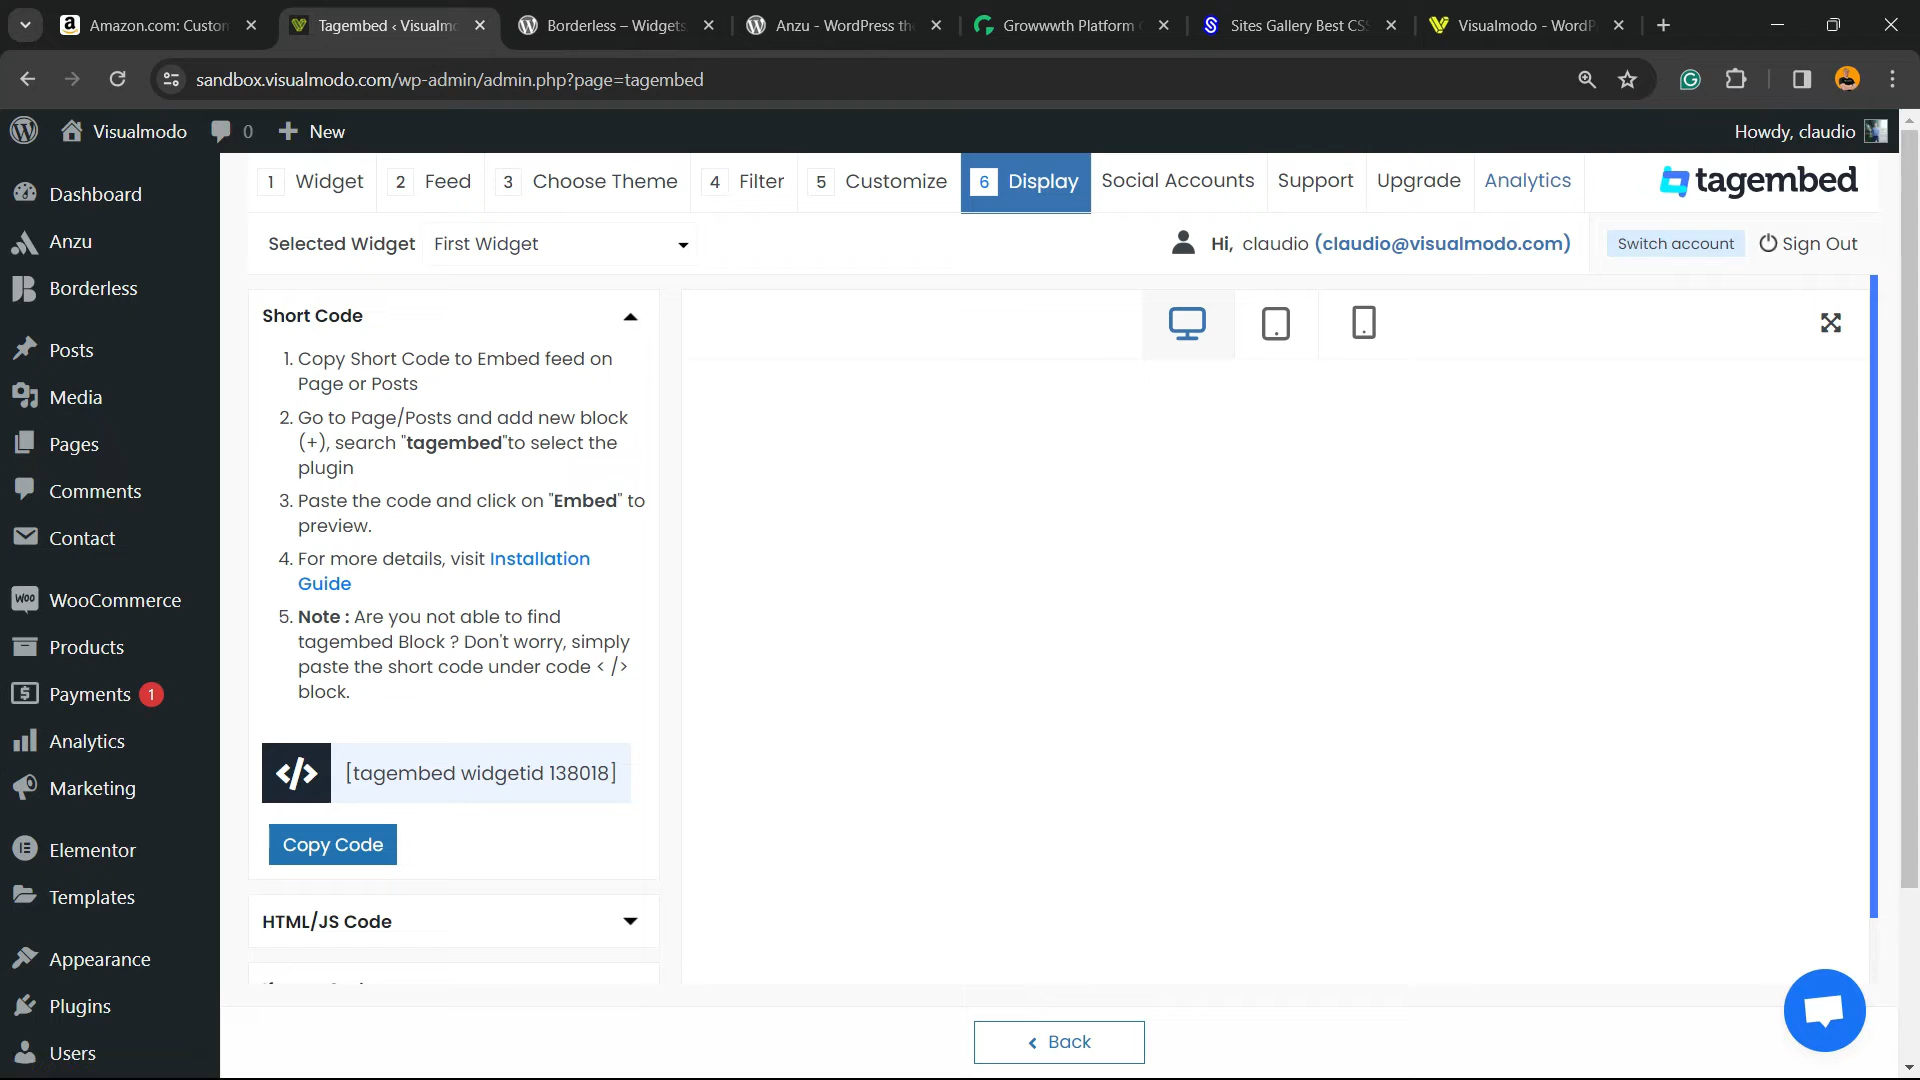 Amazon.com: Custom
Tagembed ‹ Visualmo
Borderless – Widgets,
Anzu - WordPress th
Growwwth Platform
Sites Gallery Best CSS
Visualmodo - WordP
sandbox.visualmodo.com/wp-admin/admin.php?page=tagembed
Visualmodo
0
New
Howdy, claudio
Dashboard
Anzu
Borderless
Posts
Media
Pages
Comments
Contact
WooCommerce
Products
Payments 1
Analytics
Marketing
Elementor
Templates
Appearance
Plugins
Users
1 Widget
2 Feed
3 Choose Theme
4 Filter
5 Customize
6 Display
Social Accounts
Support
Upgrade
Analytics
tagembed
Selected Widget
First Widget
Hi, claudio (claudio@visualmodo.com)
Switch account
Sign Out
Short Code
1. Copy Short Code to Embed feed on
Page or Posts
2. Go to Page/Posts and add new block
(+), search "tagembed"to select the
plugin
3. Paste the code and click on "Embed" to
preview.
4. For more details, visit Installation
Guide
5. Note : Are you not able to find
tagembed Block ? Don't worry, simply
paste the short code under code < />
block.
</>
[tagembed widgetid 138018]
Copy Code
HTML/JS Code
Back